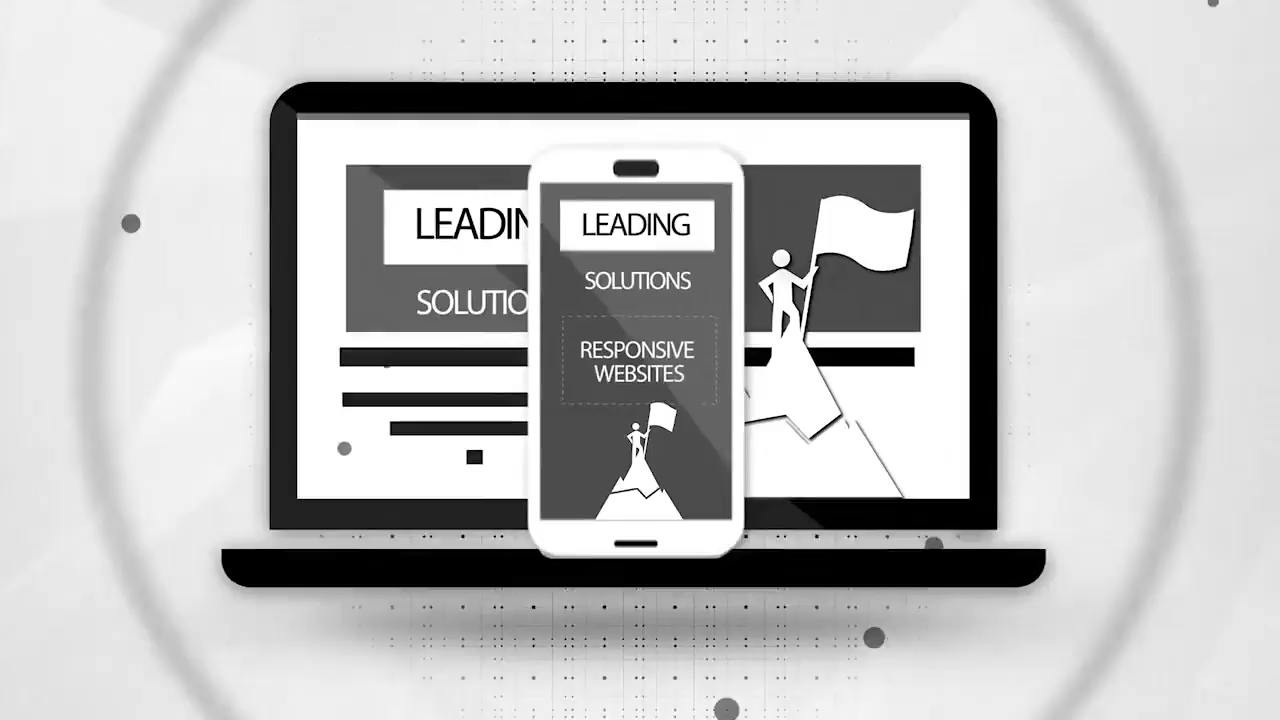 LEADIN
SOLUTIO
LEADING
SOLUTIONS
RESPONSIVE
WEBSITES